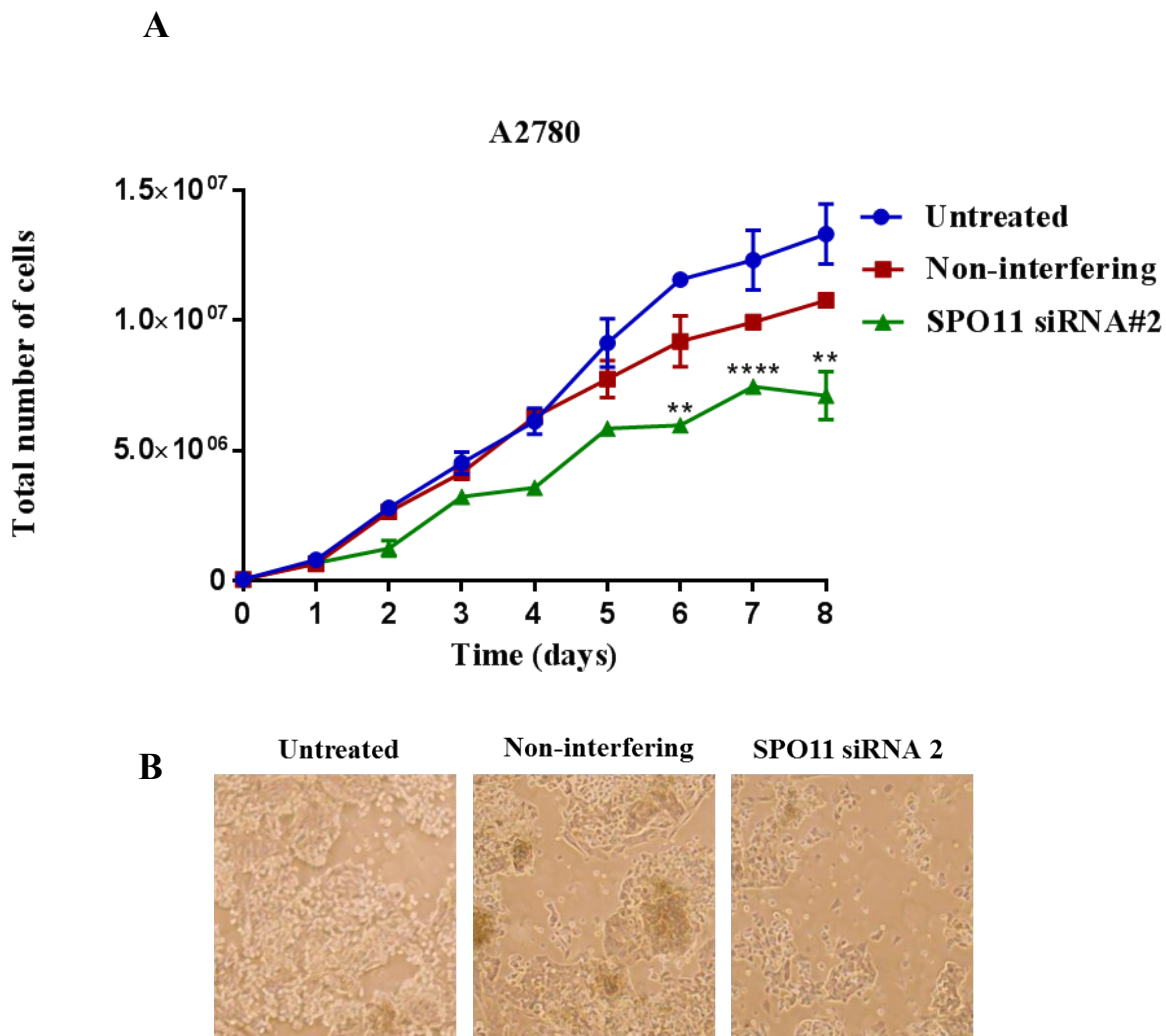 A
A2780
Total number of cells
1.5×10^07
1.0×10^07
5.0×10^06
0
0 1 2 3 4 5 6 7 8
Time (days)
Untreated
Non-interfering
SPO11 siRNA#2
** **** **
B
Untreated Non-interfering SPO11 siRNA 2